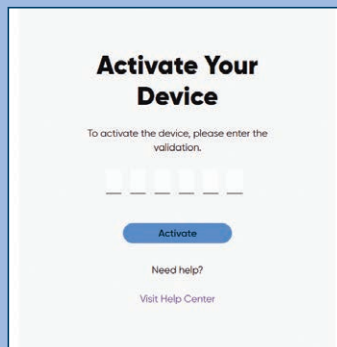 Activate Your
Device
To activate the device, please enter the
validation.
Activate
Need help?
Visit Help Center